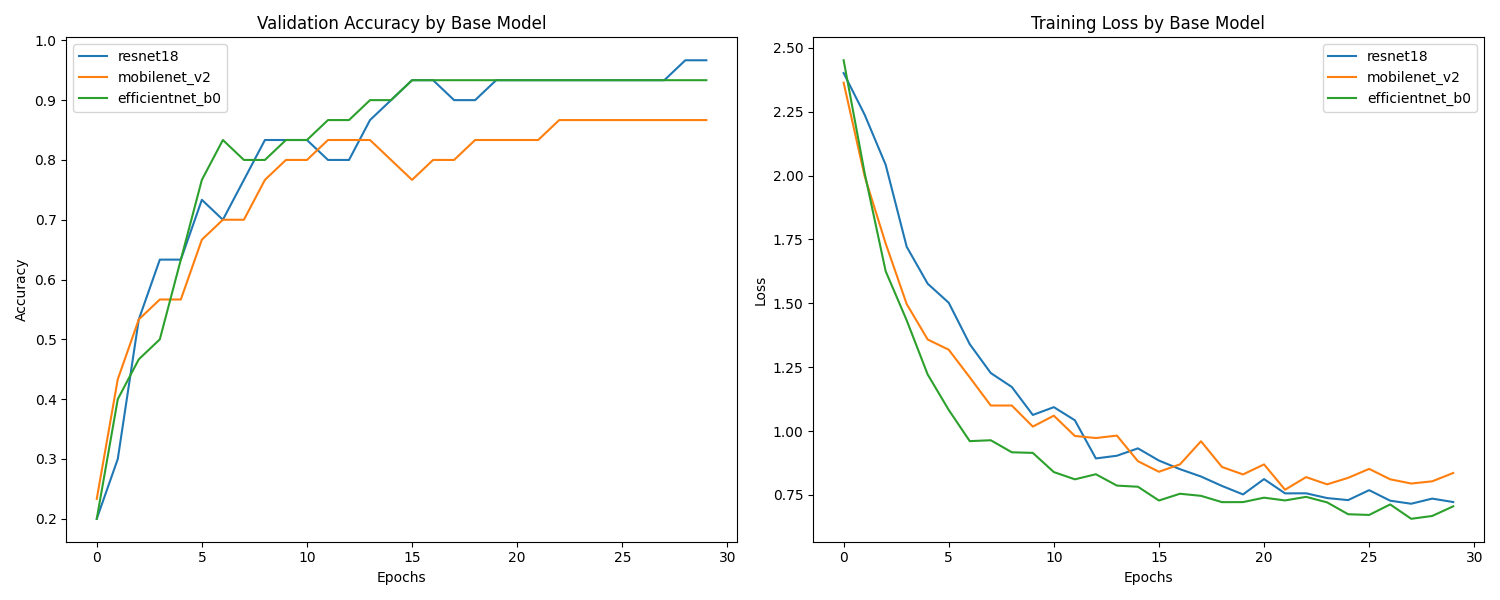 Validation Accuracy by Base Model
resnet18
mobilenet_v2
efficientnet_b0
1.0
0.9
0.8
0.7
0.6
0.5
0.4
0.3
0.2
Accuracy
0 5 10 15 20 25 30
Epochs
Training Loss by Base Model
resnet18
mobilenet_v2
efficientnet_b0
2.50
2.25
2.00
1.75
1.50
1.25
1.00
0.75
Loss
0 5 10 15 20 25 30
Epochs